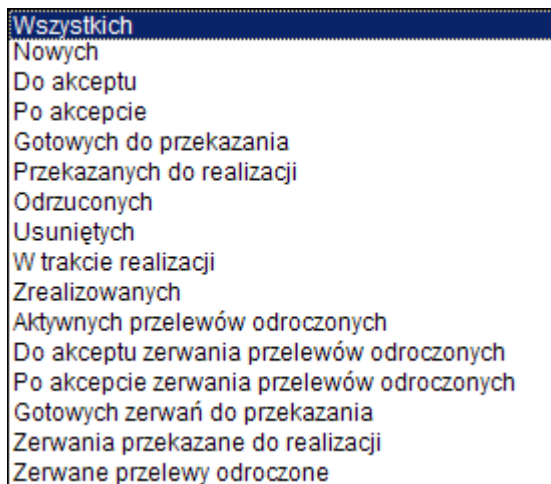 Wszystkich
Nowych
Do akceptu
Po akcepcie
Gotowych do przekazania
Przekazanych do realizacji
Odrzuconych
Usuniętych
W trakcie realizacji
Zrealizowanych
Aktywnych przelewów odroczonych
Do akceptu zerwania przelewów odroczonych
Po akcepcie zerwania przelewów odroczonych
Gotowych zerwań do przekazania
Zerwania przekazane do realizacji
Zerwane przelewy odroczone